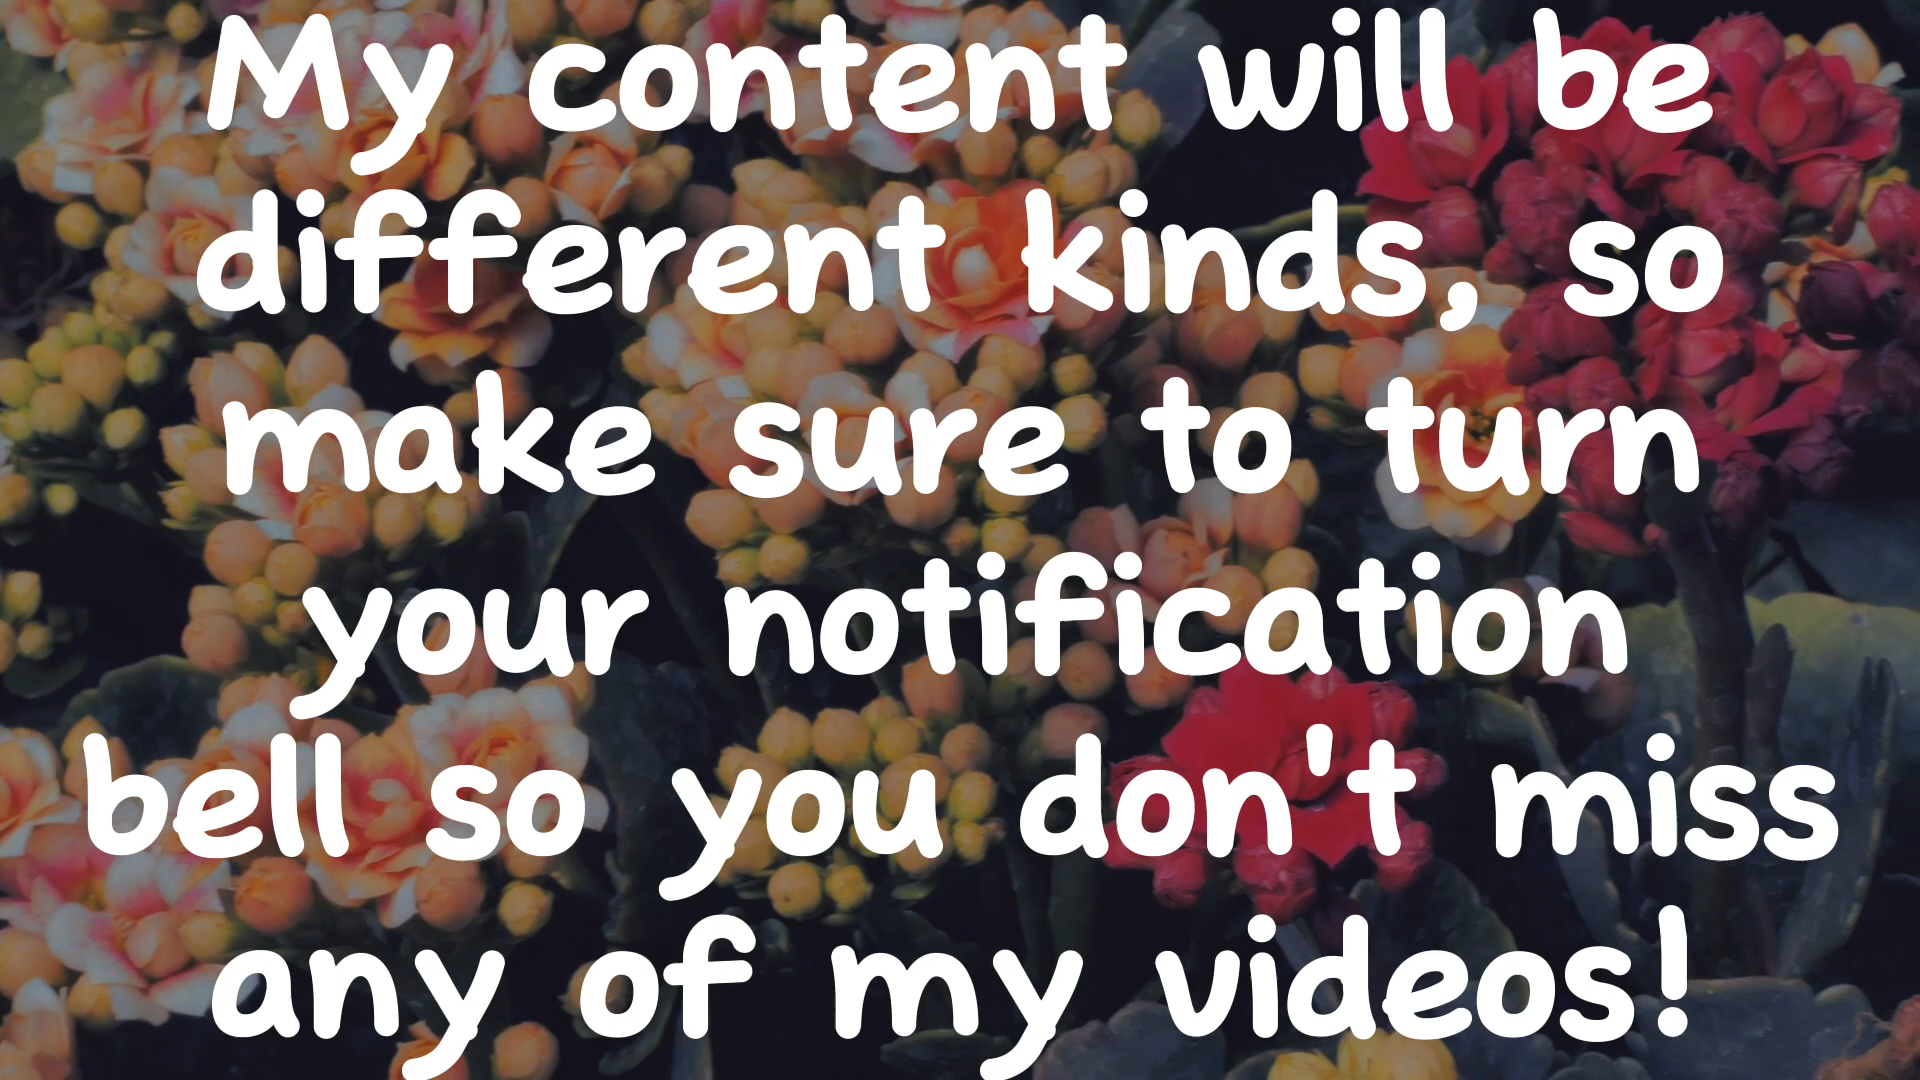 My content will be
different kinds, so
make sure to turn
your notification
bell so you don't miss
any of my videos!